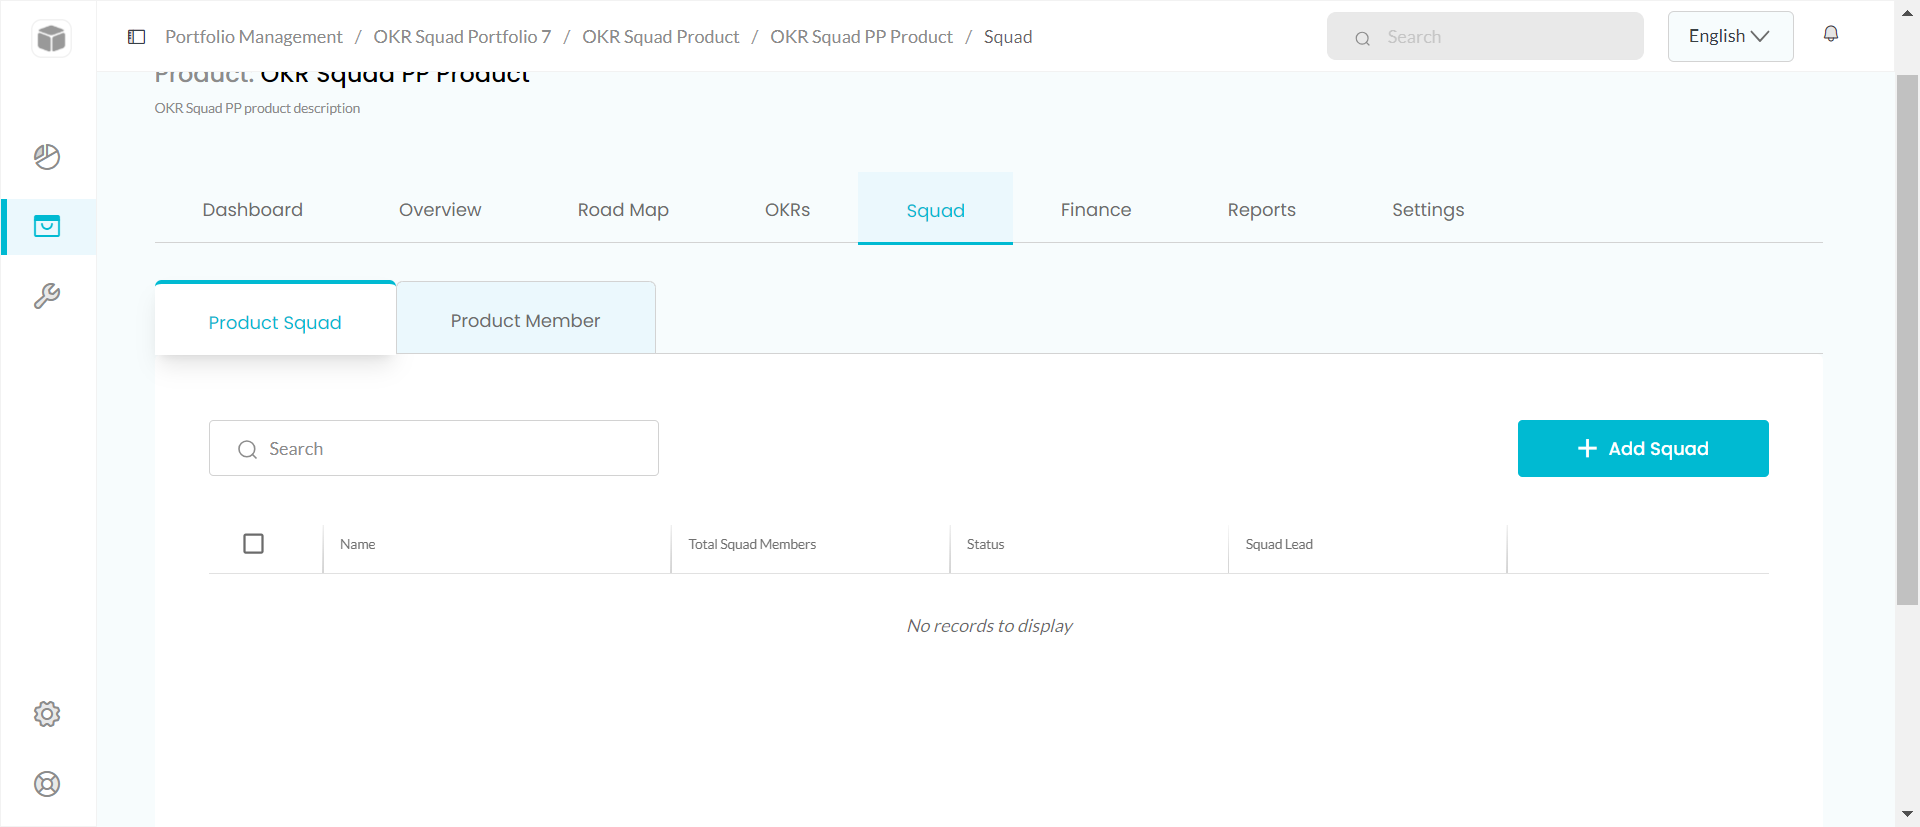 Portfolio Management / OKR Squad Portfolio 7 / OKR Squad Product / OKR Squad PP Product / Squad
Search
English
Product: OKR Squad PP Product
OKR Squad PP product description
Dashboard Overview Road Map OKRs Squad Finance Reports Settings
Product Squad Product Member
Search
Add Squad
Name Total Squad Members Status Squad Lead
No records to display